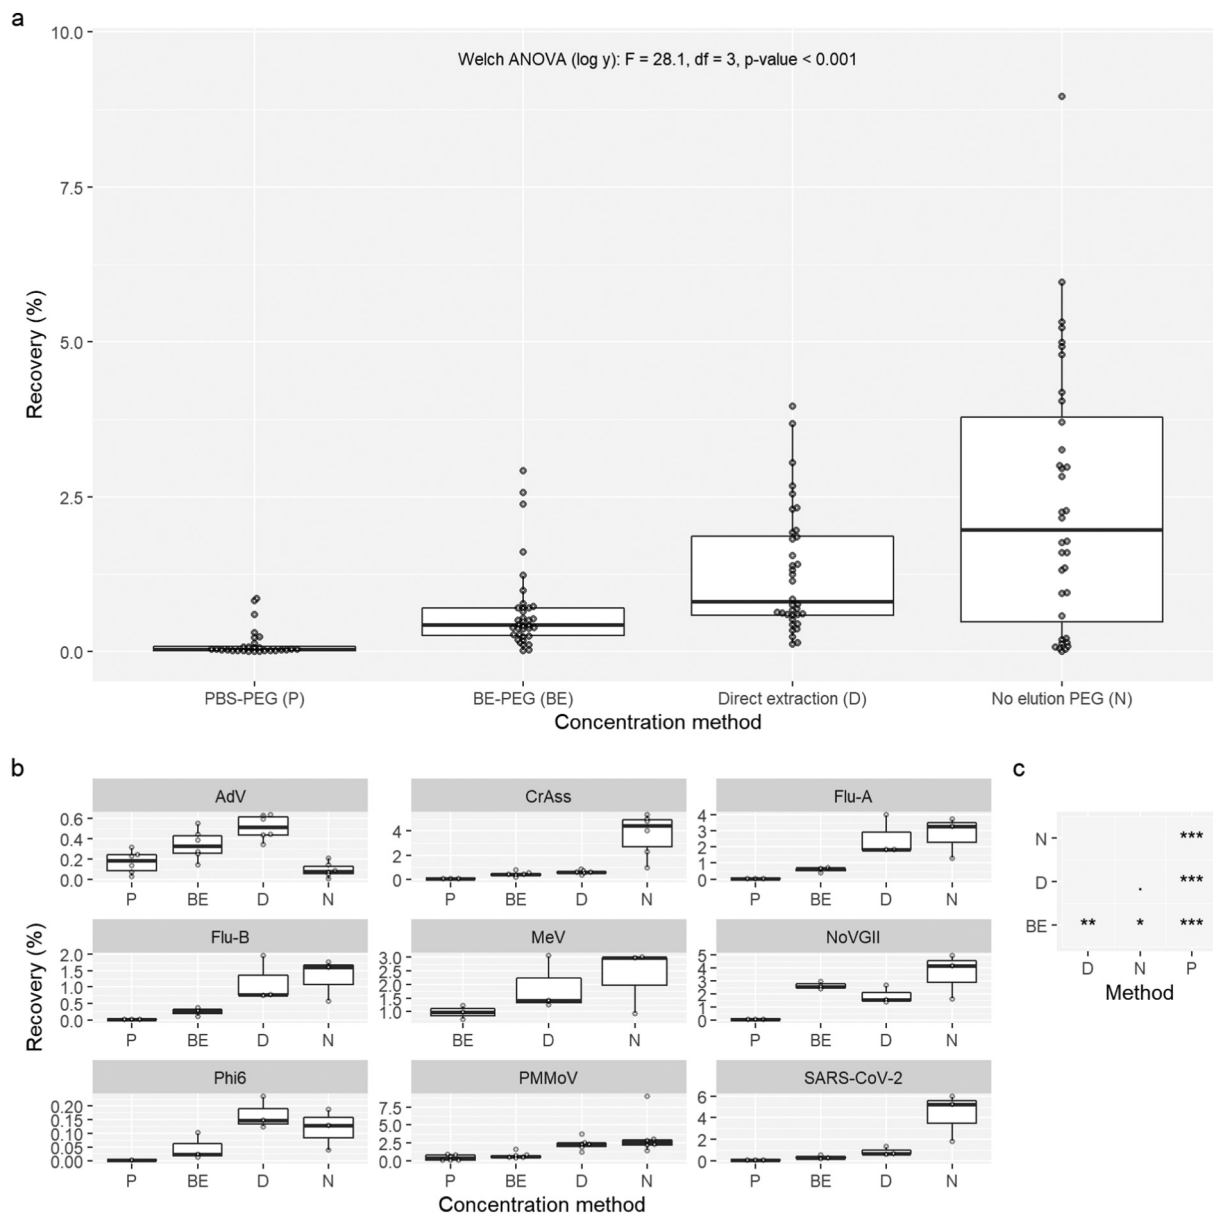 a
Welch ANOVA (log y): F = 28.1, df = 3, p-value < 0.001
Recovery (%)
10.0
7.5
5.0
2.5
0.0
PBS-PEG (P) BE-PEG (BE) Direct extraction (D) No elution PEG (N)
Concentration method
b
Recovery (%)
AdV CrAss Flu-A
0.6 0.4 0.2 0.0
4 2 0
4 3 2 1 0
P BE D N P BE D N P BE D N
Flu-B MeV NoVGII
2.0 1.5 1.0 0.5 0.0
3.0 2.5 2.0 1.5 1.0
5 4 3 2 1 0
P BE D N BE D N P BE D N
Phi6 PMMoV SARS-CoV-2
0.20 0.15 0.10 0.05 0.00
7.5 5.0 2.5 0.0
6 4 2 0
P BE D N P BE D N P BE D N
Concentration method
c
N ***
D . ***
BE ** * ***
D N P
Method